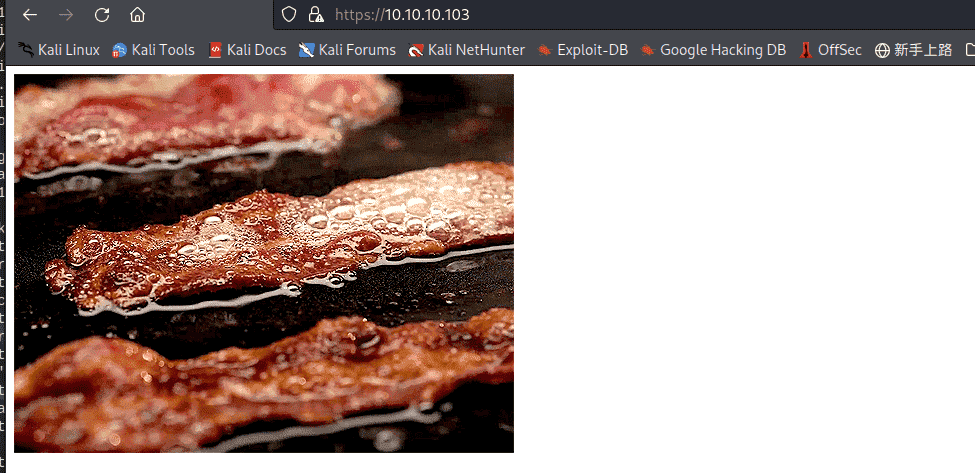 https://10.10.10.103
Kali Linux Kali Tools Kali Docs Kali Forums Kali NetHunter Exploit-DB Google Hacking DB OffSec 新手上路